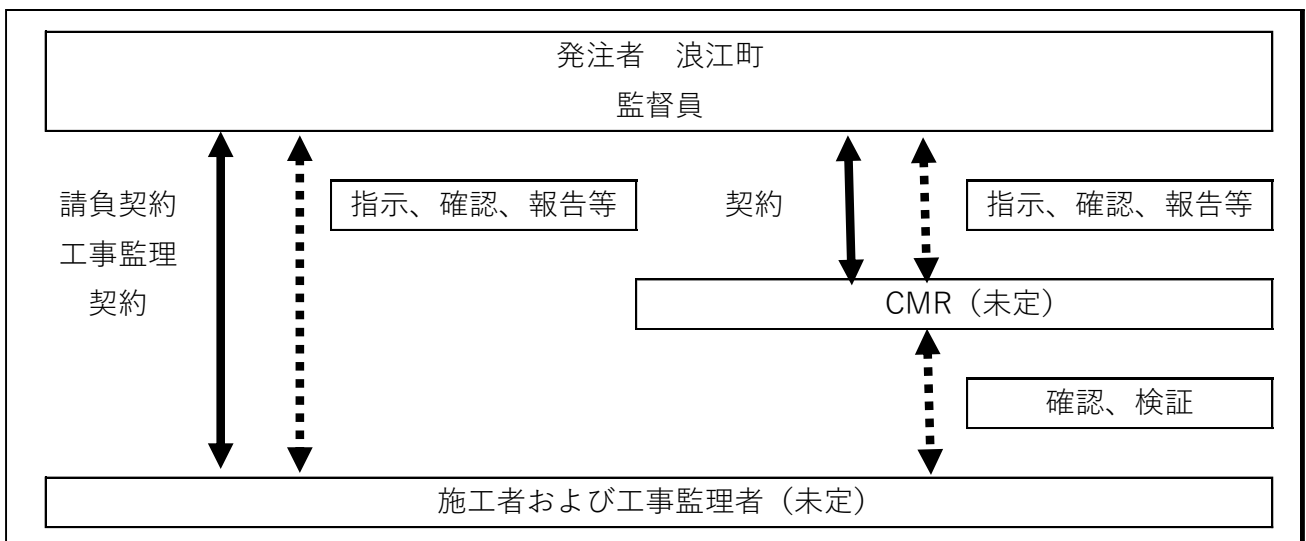 発注者　浪江町
監督員
請負契約
工事監理
契約
指示、確認、報告等
契約
指示、確認、報告等
CMR（未定）
確認、検証
施工者および工事監理者（未定）